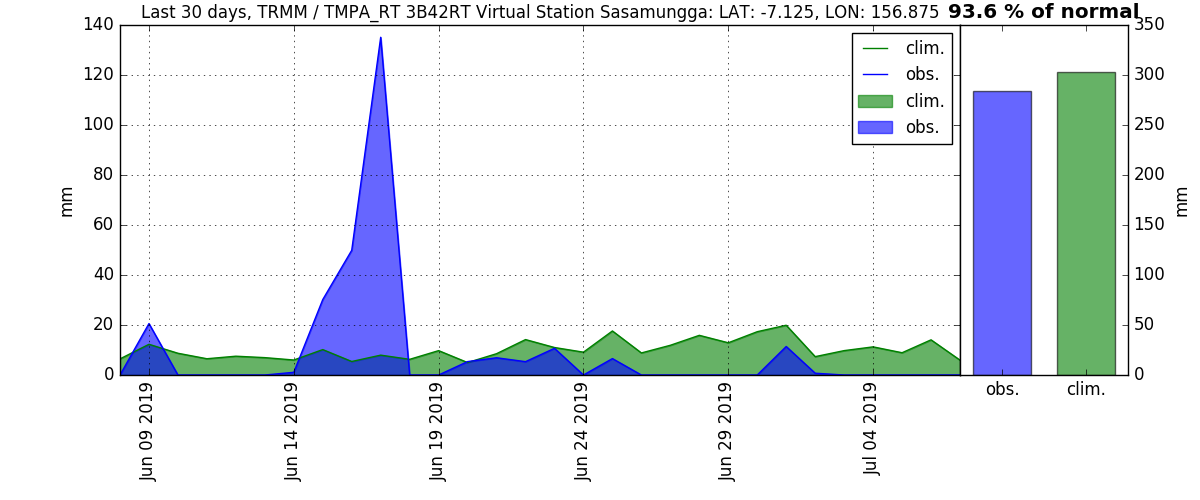 Last 30 days, TRMM / TMPA_RT 3B42RT Virtual Station Sasamungga: LAT: -7.125, LON: 156.875 93.6 % of normal
140
120
100
80
60
40
20
0
mm
clim.
obs.
clim.
obs.
350
300
250
200
150
100
50
0
mm
Jun 09 2019
Jun 14 2019
Jun 19 2019
Jun 24 2019
Jun 29 2019
Jul 04 2019
obs. clim.